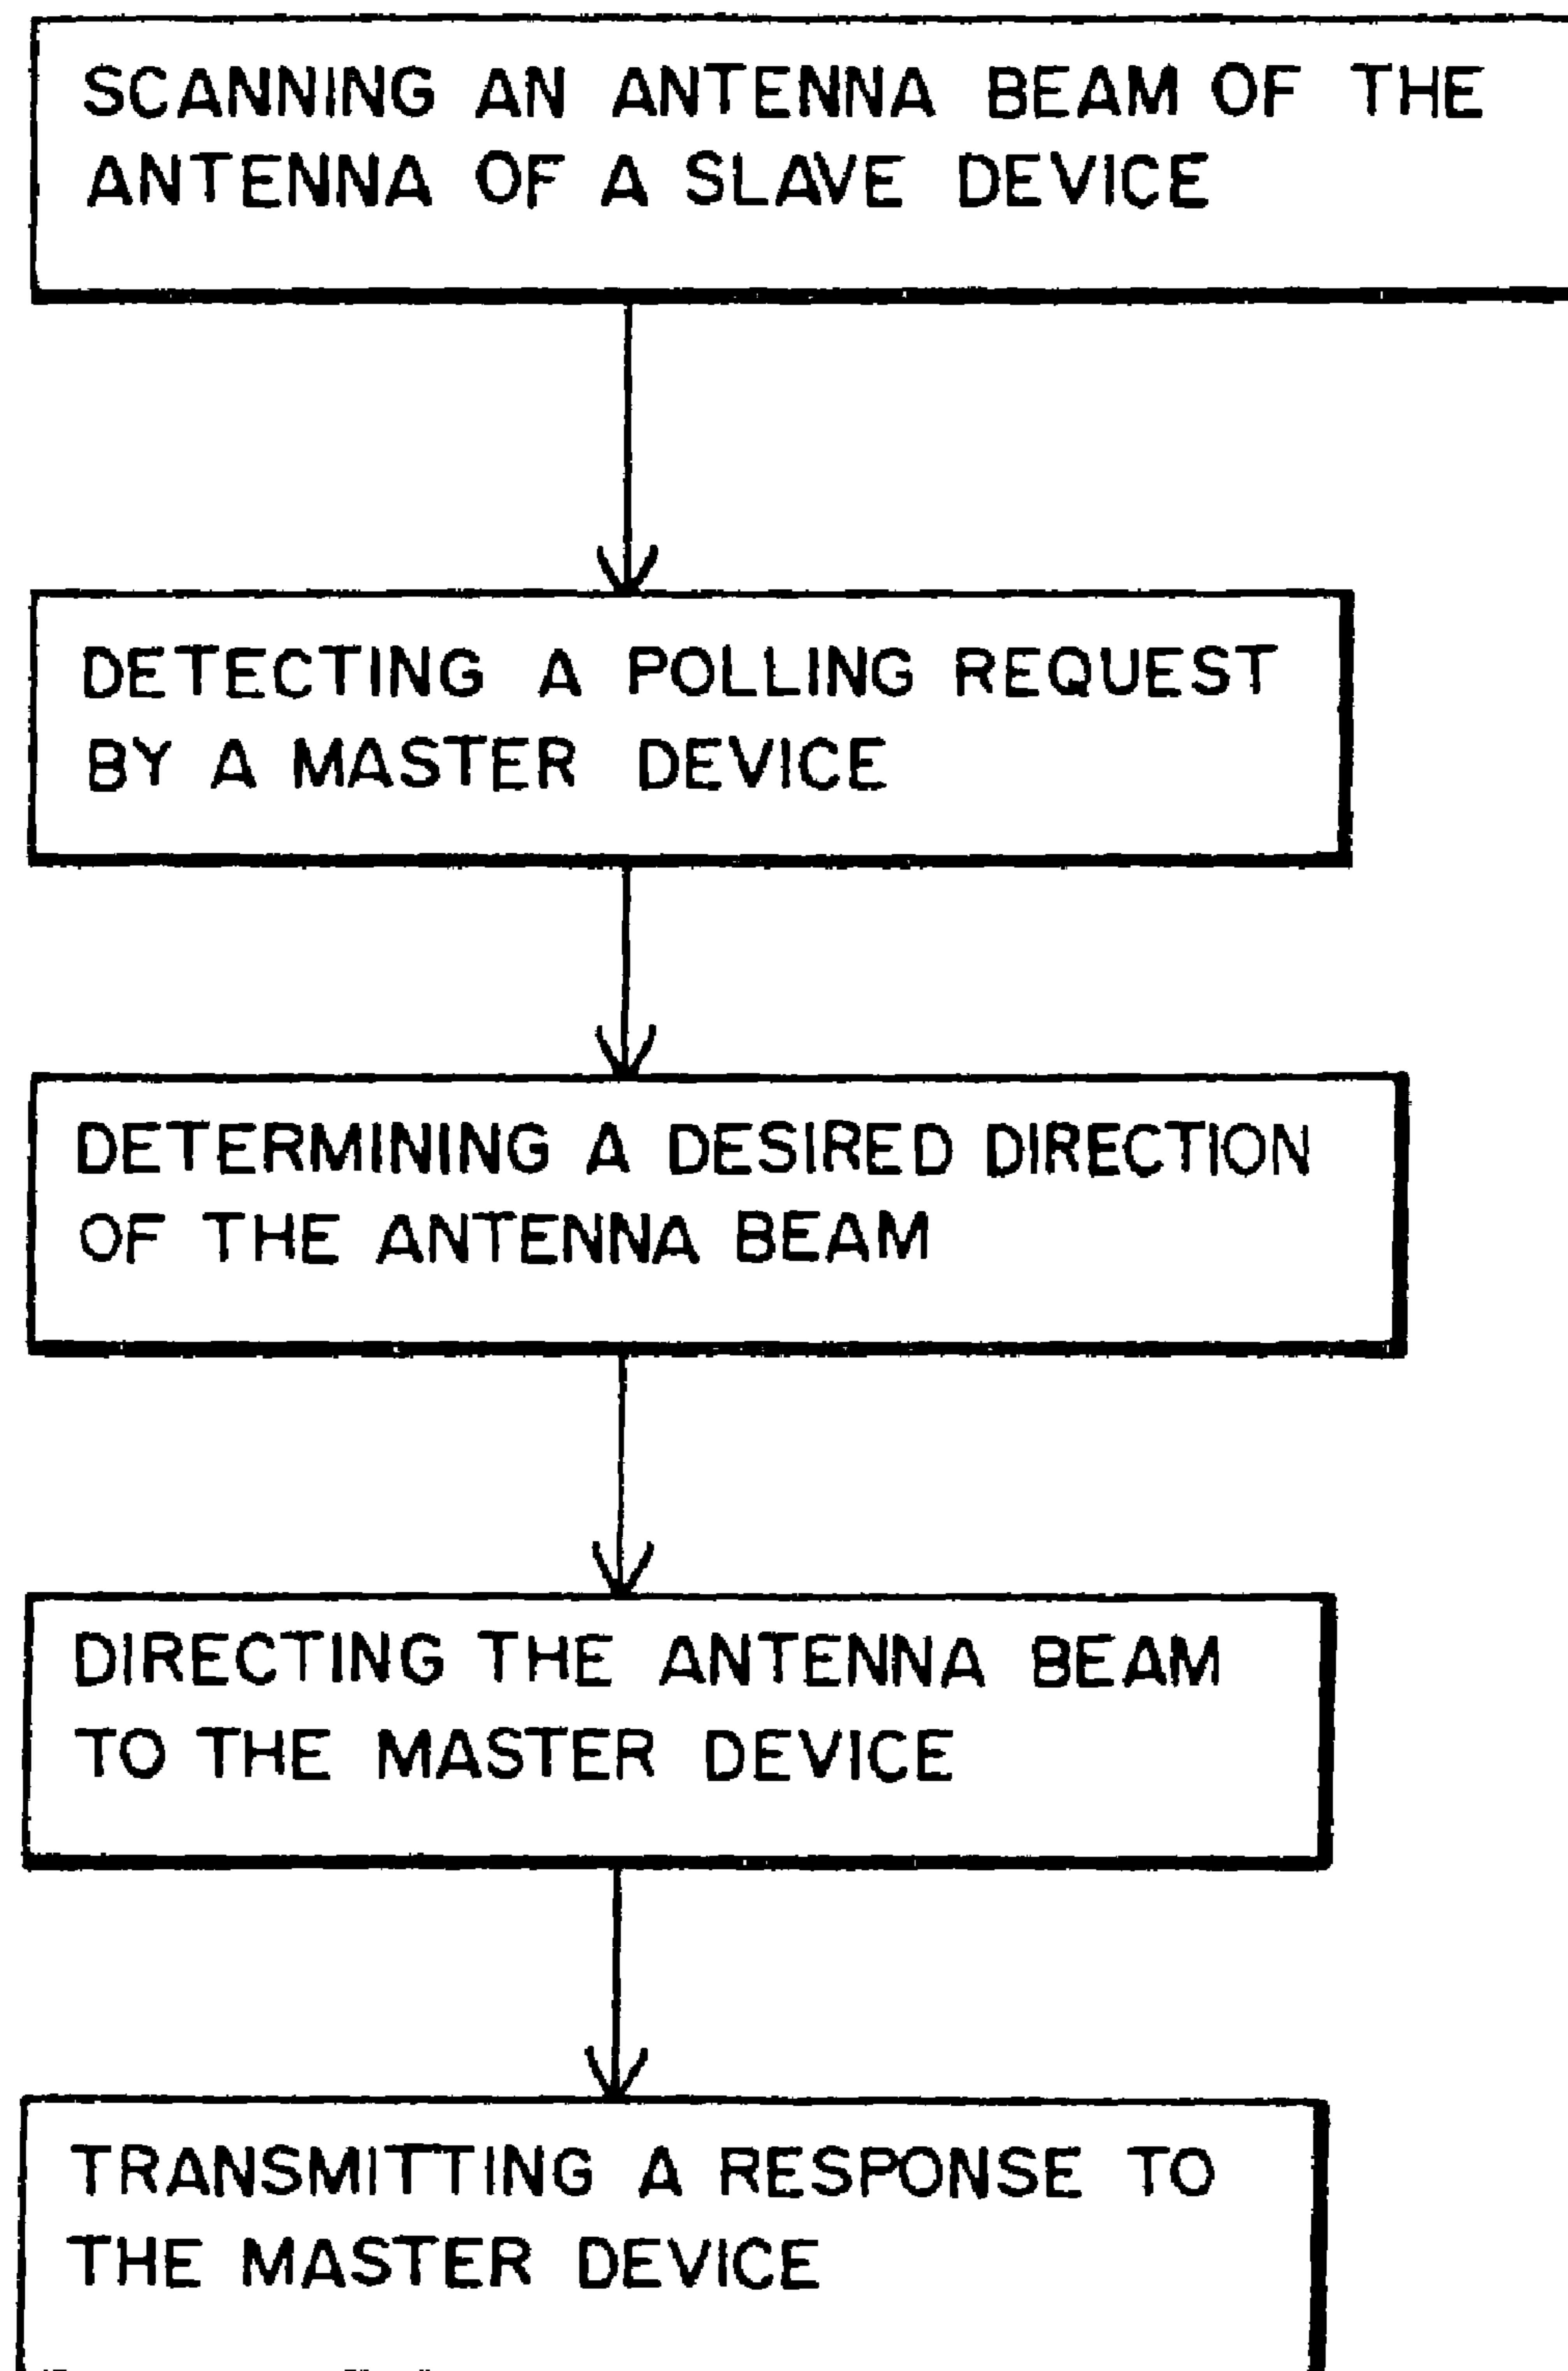 SCANNING AN ANTENNA BEAM OF THE
ANTENNA OF A SLAVE DEVICE
DETECTING A POLLING REQUEST
BY A MASTER DEVICE
DETERMINING A DESIRED DIRECTION
OF THE ANTENNA BEAM
DIRECTING THE ANTENNA BEAM
TO THE MASTER DEVICE
TRANSMITTING A RESPONSE TO
THE MASTER DEVICE